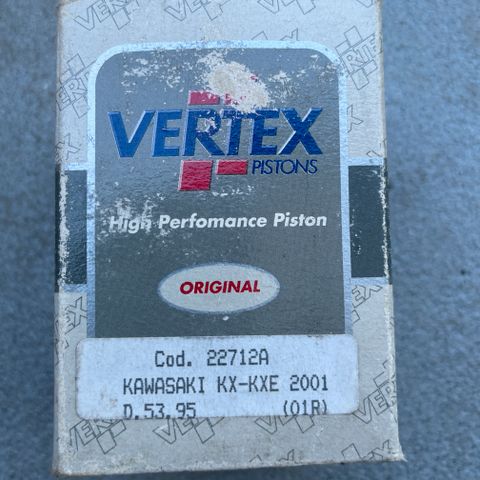 VERTEX
PISTONS
High Perfomance Piston
ORIGINAL
Cod. 22712A
KAWASAKI KX-KXE 2001
D.53,95 (01R)